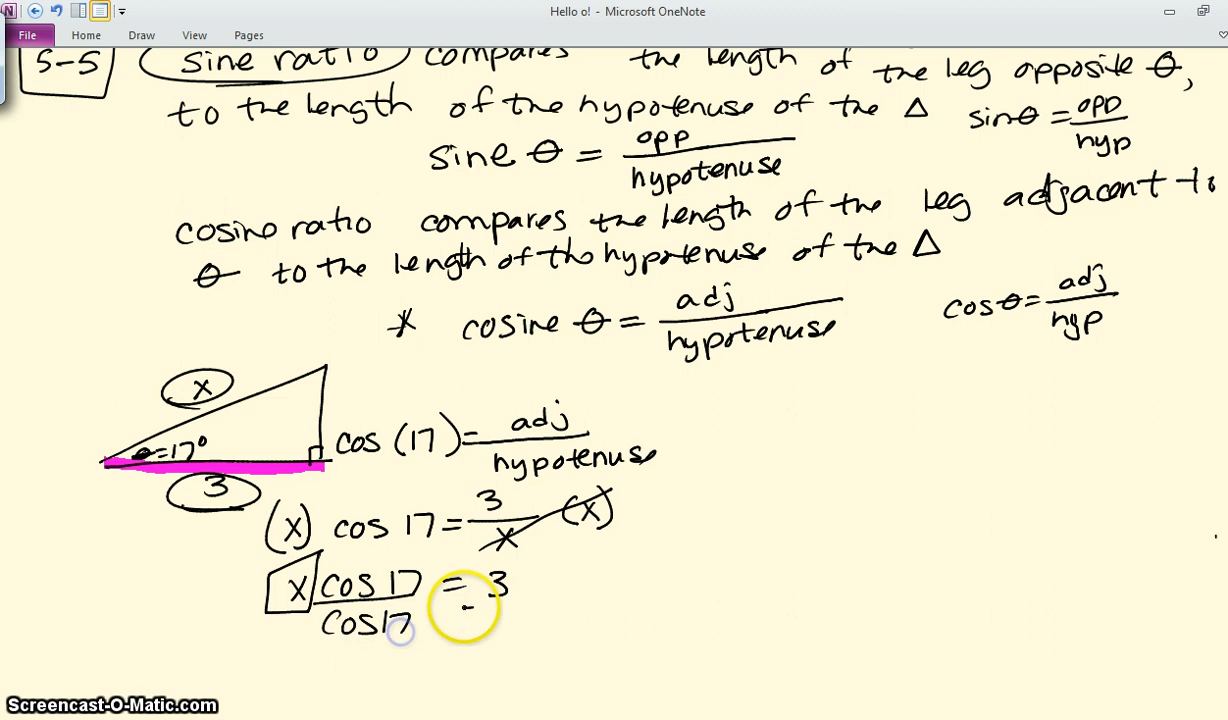 Hello o! - Microsoft OneNote
File Home Draw View Pages
5-5 sine ratio compares the length of the leg opposite θ,
to the length of the hypotenuse of the Δ sinθ = opp/hyp
sine θ = opp/hypotenuse
cosine ratio compares the length of the leg adjacent to
θ to the length of the hypotenuse of the Δ
* cosine θ = adj/hypotenuse cosθ = adj/hyp
x
θ=17° cos (17) = adj/hypotenuse
3
(x) cos 17 = 3/x (x)
x cos 17 = 3
cos17
Screencast-O-Matic.com